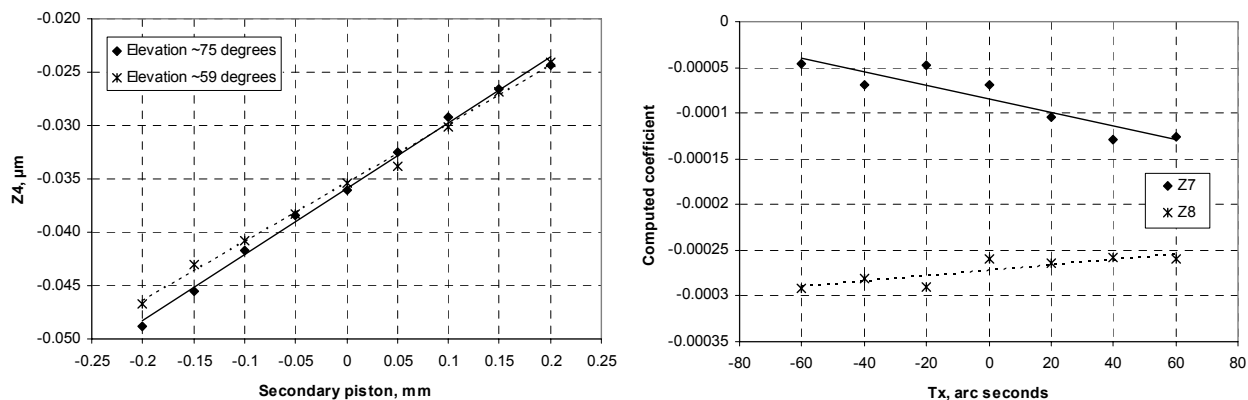 -0.020
-0.025
-0.030
-0.035
-0.040
-0.045
-0.050
Z4, µm
Elevation ~75 degrees
Elevation ~59 degrees
-0.25 -0.2 -0.15 -0.1 -0.05 0 0.05 0.1 0.15 0.2 0.25
Secondary piston, mm
0
-0.00005
-0.0001
-0.00015
-0.0002
-0.00025
-0.0003
-0.00035
Computed coefficient
Z7
Z8
-80 -60 -40 -20 0 20 40 60 80
Tx, arc seconds